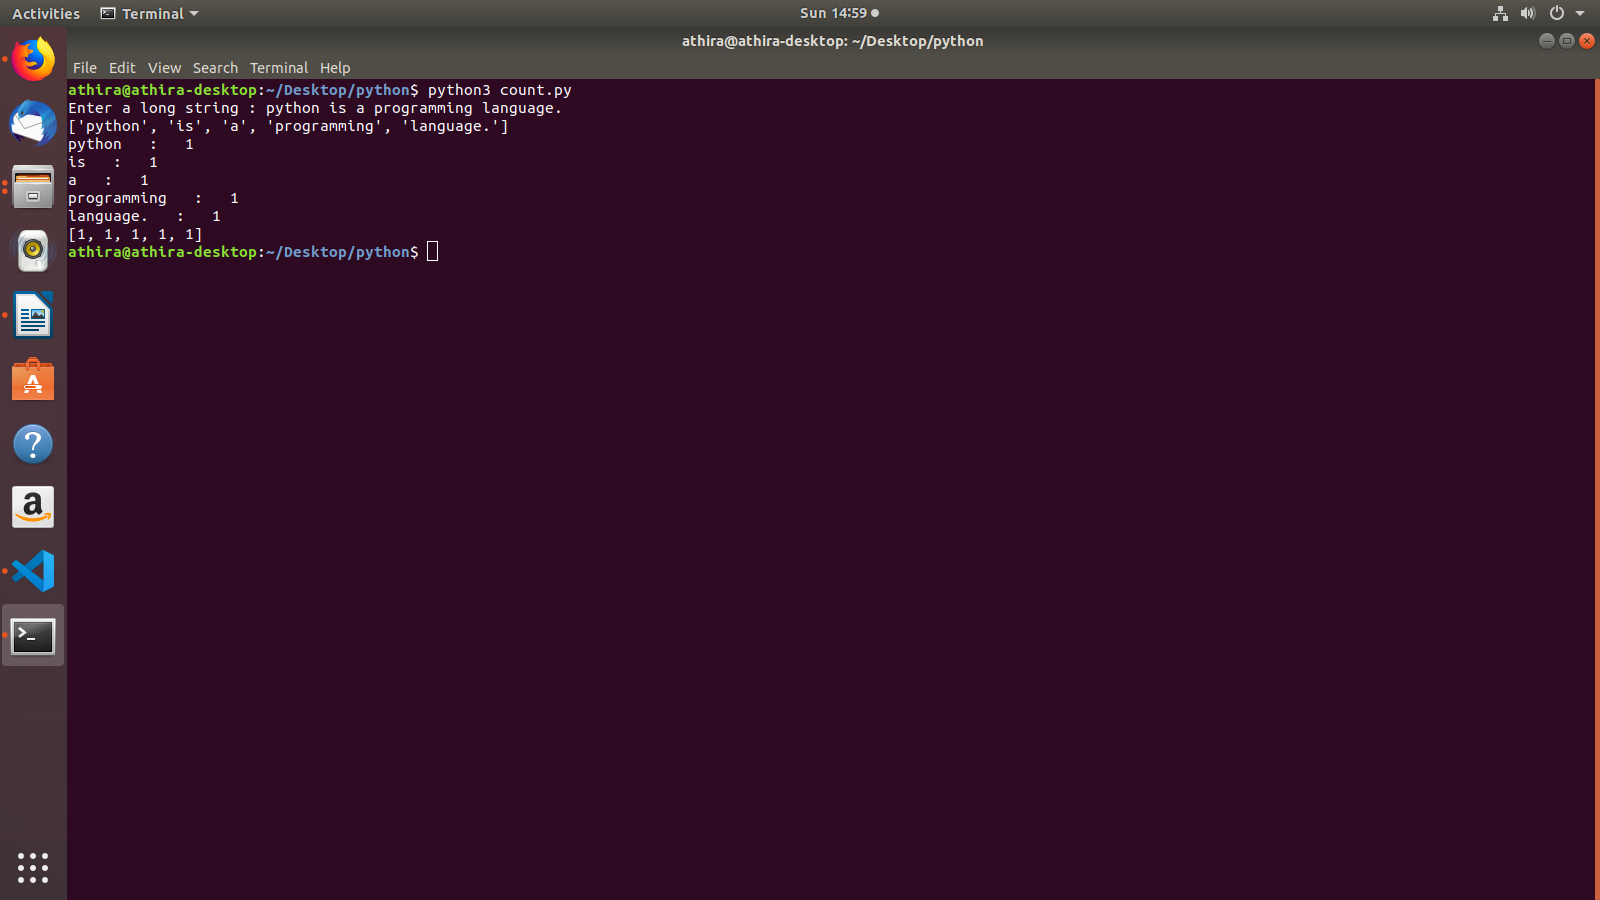 Activities Terminal Sun 14:59
athira@athira-desktop: ~/Desktop/python
File Edit View Search Terminal Help
athira@athira-desktop:~/Desktop/python$ python3 count.py
Enter a long string : python is a programming language.
['python', 'is', 'a', 'programming', 'language.']
python   :   1
is   :   1
a   :   1
programming   :   1
language.   :   1
[1, 1, 1, 1, 1]
athira@athira-desktop:~/Desktop/python$